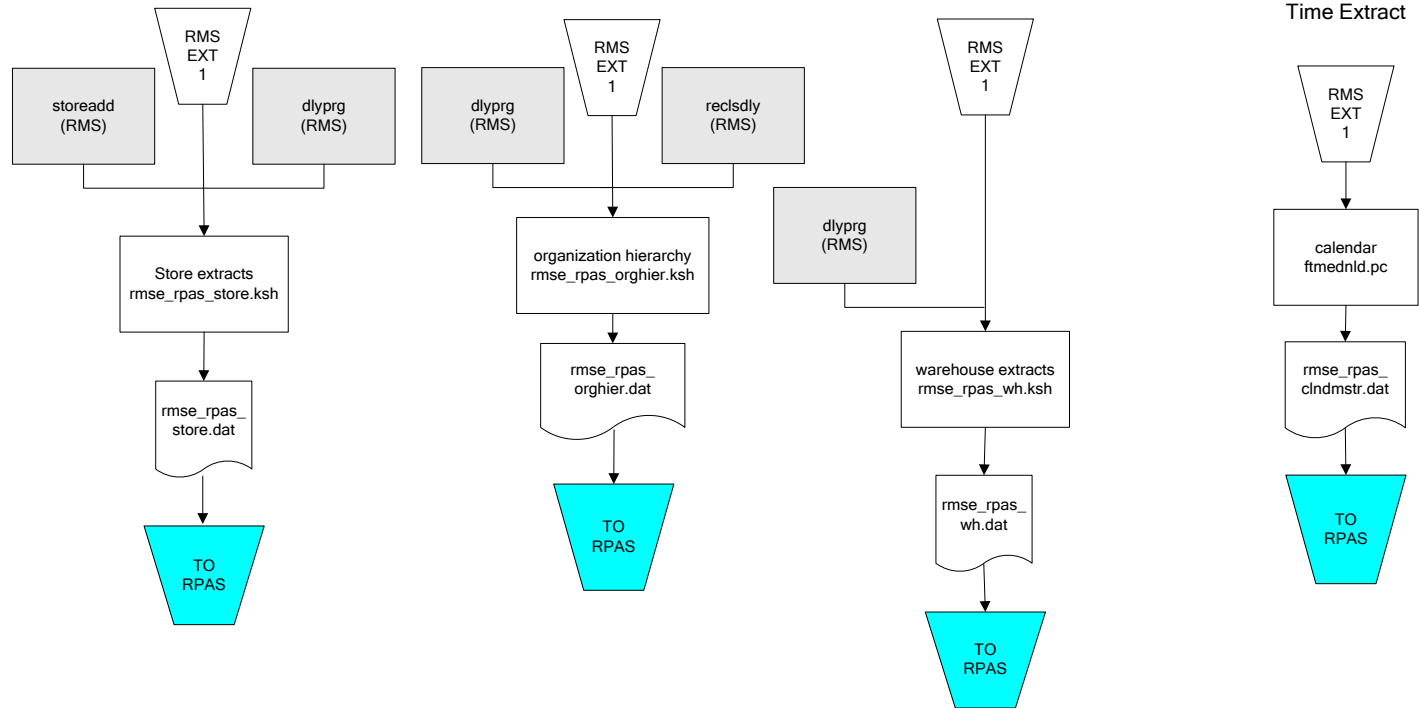 Time Extract
RMS
EXT
1
storeadd
(RMS)
dlyprg
(RMS)
Store extracts
rmse_rpas_store.ksh
rmse_rpas_
store.dat
TO
RPAS
RMS
EXT
1
dlyprg
(RMS)
reclsdly
(RMS)
organization hierarchy
rmse_rpas_orghier.ksh
rmse_rpas_
orghier.dat
TO
RPAS
RMS
EXT
1
dlyprg
(RMS)
warehouse extracts
rmse_rpas_wh.ksh
rmse_rpas_
wh.dat
TO
RPAS
RMS
EXT
1
calendar
ftmednld.pc
rmse_rpas_
clndmstr.dat
TO
RPAS